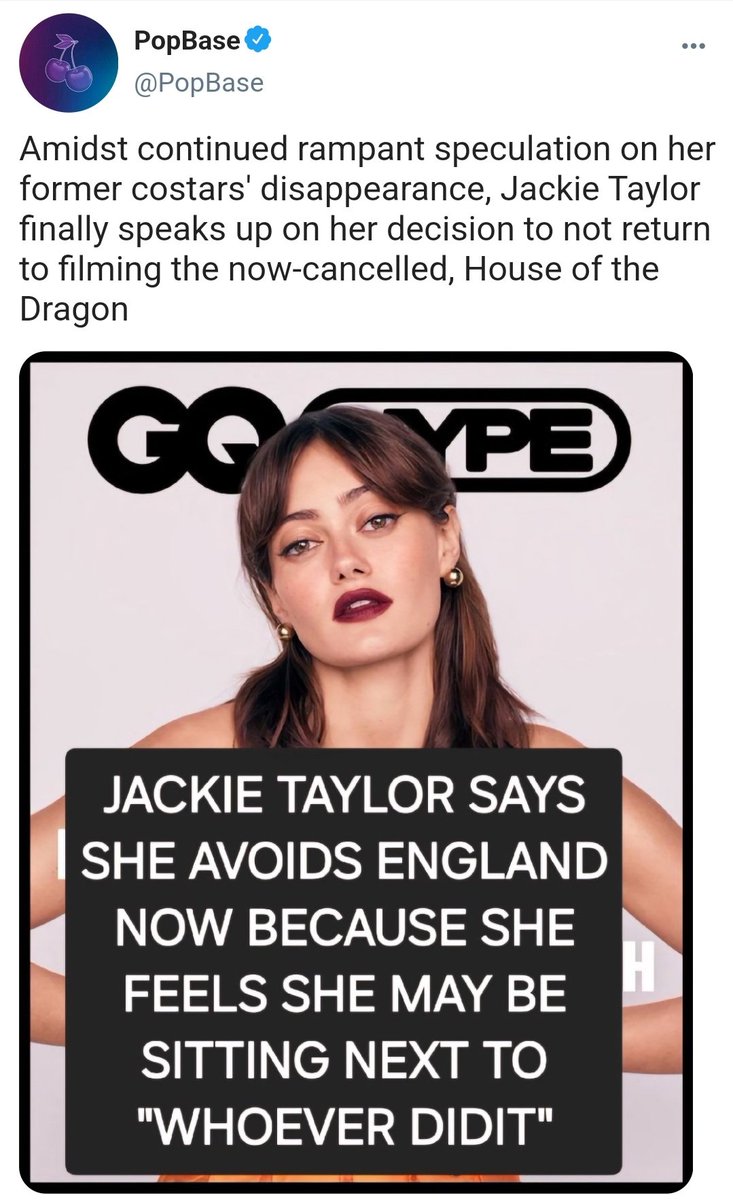 PopBase
@PopBase
Amidst continued rampant speculation on her
former costars' disappearance, Jackie Taylor
finally speaks up on her decision to not return
to filming the now-cancelled, House of the
Dragon
GQ YPE
JACKIE TAYLOR SAYS
SHE AVOIDS ENGLAND
NOW BECAUSE SHE
FEELS SHE MAY BE
SITTING NEXT TO
"WHOEVER DIDIT"
H